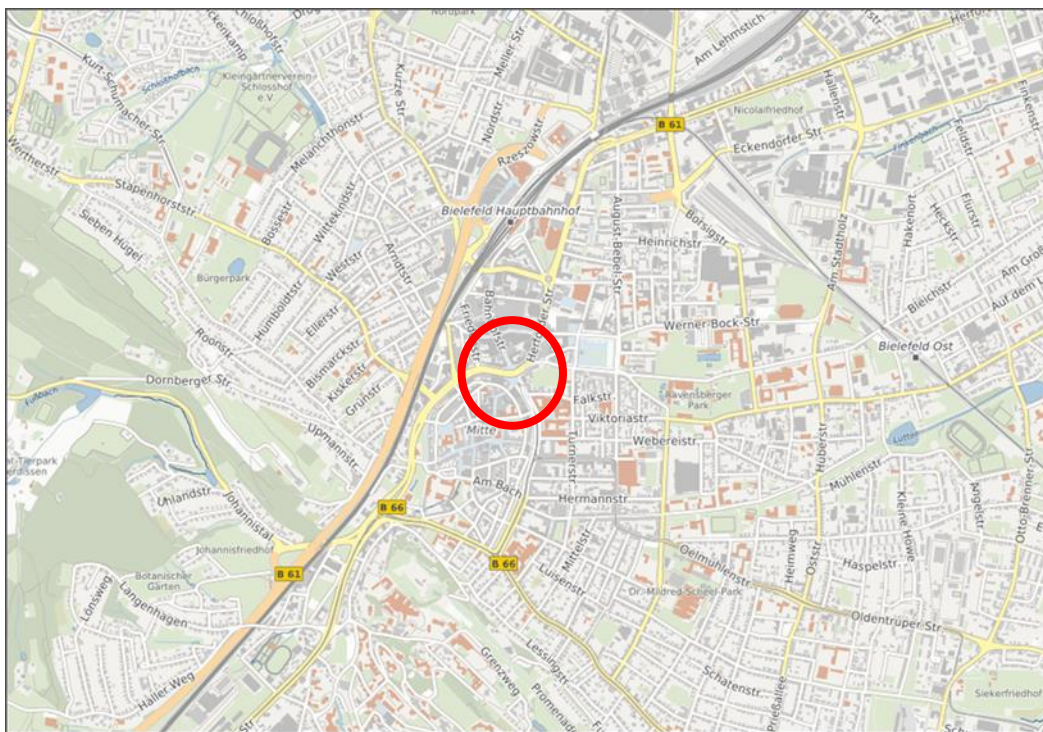 Nordpark
Am Lehmstich
Meller Str
Kurt-Schumacher-Str
Schloßhofbach
Kleingärtnerverein
Schlosshof
e.V
Kurze Str
Nordstr
Hallenstr
Finkenstr
Nicolaifriedhof
B 61
Eckendorfer Str
Finkenbach
Feldstr
Melanchthonstr
Rzeszowstr
Wertherstr
Stapenhorststr
Bossestr
Wittekindstr
Bielefeld Hauptbahnhof
August-Bebel-Str
Borsigstr
Heinrichstr
Am Stadtholz
Hakenort
Heckstr
Flurstr
Sieben Hügel
Weststr
Arndtstr
Bürgerpark
Humboldtstr
Ellerstr
Bleichstr
Werner-Bock-Str
Bielefeld Ost
Roonstr
Bismarckstr
Kiskerstr
Grünstr
Dornberger Str
Ravensberger
Park
Falkstr
Viktoriastr
Mitte
Webereistr
Upmannstr
Turnerstr
Huberstr
Lutter
Mühlenstr
Am Bach
Hermannstr
Uhlandstr
Johannistal
B 66
Kleine Howe
Angelstr
Otto-Brenner-Str
Johannisfriedhof
B 66
Mittelstr
Oelmühlenstr
Heimweg
Oststr
Haspelstr
B 61
Botanischer
Garten
Luisenstr
Dr.-Mildred-Scheel-Park
Lönsweg
Langenhagen
Oldentruper Str
Lessingstr
Grenzweg
Haller Weg
Schatenstr
Prießallee
Siekerfriedhof